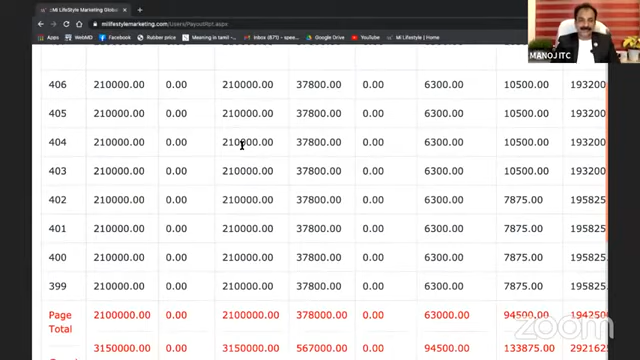 :: Mi LifeStyle Marketing Global
milifestylemarketing.com/Users/PayoutRpt.aspx
Apps WebMD Facebook Rubber price Meaning in tamil - Inbox (671) - spee... Google Drive YouTube Mi Lifestyle | Home
MANOJ ITC
406 210000.00 0.00 210000.00 37800.00 0.00 6300.00 10500.00 193200
405 210000.00 0.00 210000.00 37800.00 0.00 6300.00 10500.00 193200
404 210000.00 0.00 210000.00 37800.00 0.00 6300.00 10500.00 193200
403 210000.00 0.00 210000.00 37800.00 0.00 6300.00 10500.00 193200
402 210000.00 0.00 210000.00 37800.00 0.00 6300.00 7875.00 195825
401 210000.00 0.00 210000.00 37800.00 0.00 6300.00 7875.00 195825
400 210000.00 0.00 210000.00 37800.00 0.00 6300.00 7875.00 195825
399 210000.00 0.00 210000.00 37800.00 0.00 6300.00 7875.00 195825
Page 2100000.00 0.00 2100000.00 378000.00 0.00 63000.00 94500.00 1942500
Total
zoom
3150000.00 0.00 3150000.00 567000.00 0.00 94500.00 133875.00 2921625